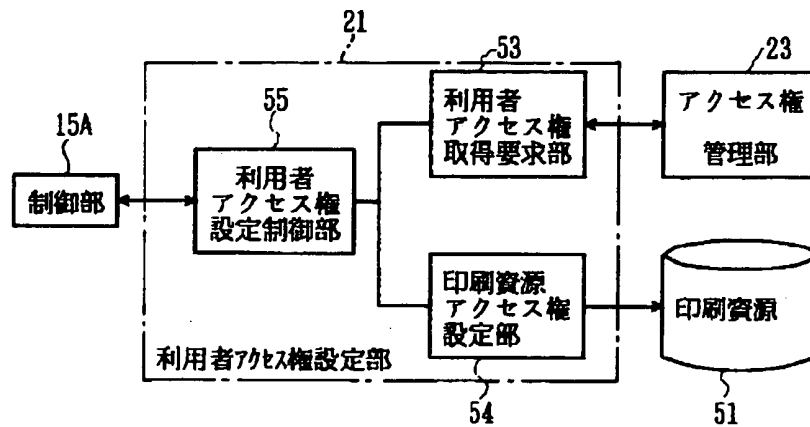 21
53
23
利用者
アクセス権
取得要求部
アクセス権
管理部
15A
55
制御部
利用者
アクセス権
設定制御部
印刷資源
アクセス権
設定部
印刷資源
利用者アクセス権設定部
54
51